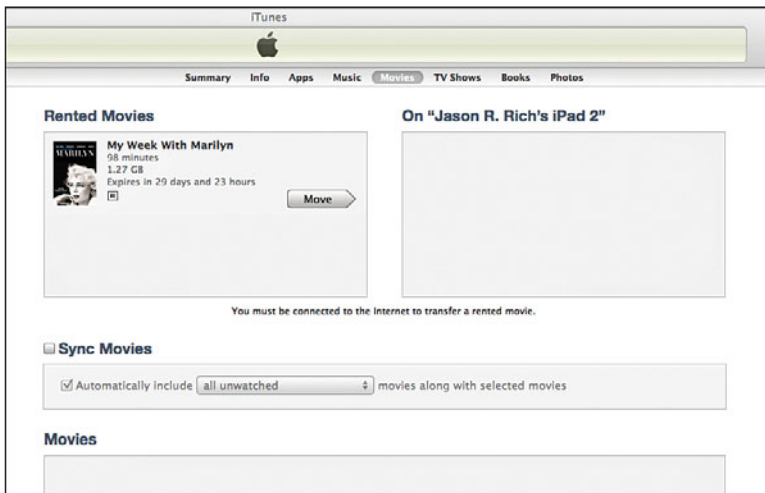 iTunes
Summary Info Apps Music Movies TV Shows Books Photos
Rented Movies
MARILYN
My Week With Marilyn
98 minutes
1.27 GB
Expires in 29 days and 23 hours
Move
On “Jason R. Rich’s iPad 2”
You must be connected to the Internet to transfer a rented movie.
Sync Movies
Automatically include all unwatched movies along with selected movies
Movies